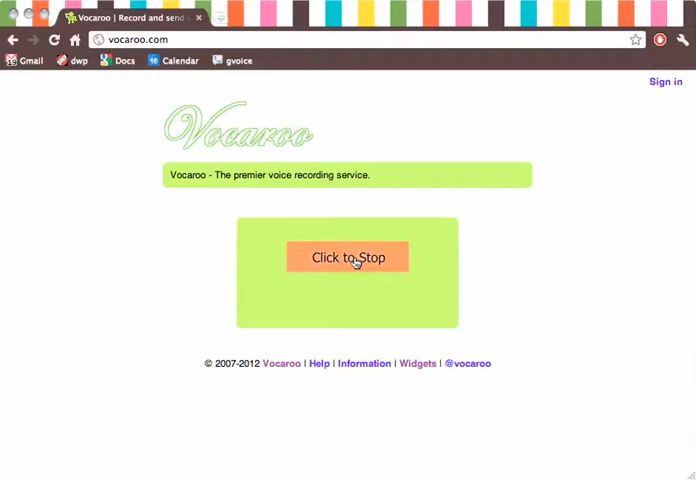 Vocaroo | Record and send
vocaroo.com
Gmail dwp Docs 16 Calendar gvoice
Sign in
Vocaroo
Vocaroo - The premier voice recording service.
Click to Stop
© 2007-2012 Vocaroo | Help | Information | Widgets | @vocaroo